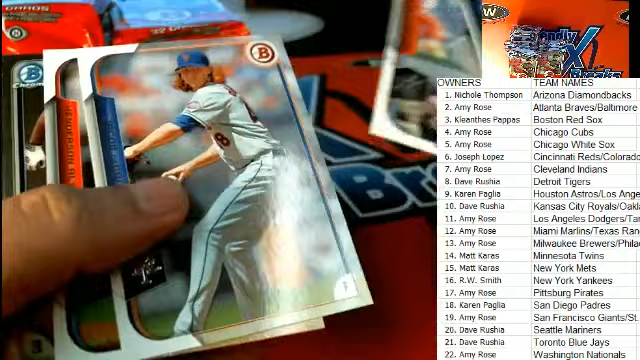 B
OWNERS TEAM NAMES
1. Nichole Thompson Arizona Diamondbacks
2. Amy Rose Atlanta Braves/Baltimore
3. Kleanthes Pappas Boston Red Sox
4. Amy Rose Chicago Cubs
5. Amy Rose Chicago White Sox
6. Joseph Lopez Cincinnati Reds/Colorado
7. Amy Rose Cleveland Indians
8. Dave Rushia Detroit Tigers
9. Karen Paglia Houston Astros/Los Angeles
10. Dave Rushia Kansas City Royals/Oakl
11. Amy Rose Los Angeles Dodgers/Ta
12. Amy Rose Miami Marlins/Texas Ran
13. Amy Rose Milwaukee Brewers/Phila
14. Matt Karas Minnesota Twins
15. Matt Karas New York Mets
16. R.W. Smith New York Yankees
17. Amy Rose Pittsburg Pirates
18. Karen Paglia San Diego Padres
19. Amy Rose San Francisco Giants/St.
20. Dave Rushia Seattle Mariners
21. Dave Rushia Toronto Blue Jays
22. Amy Rose Washington Nationals